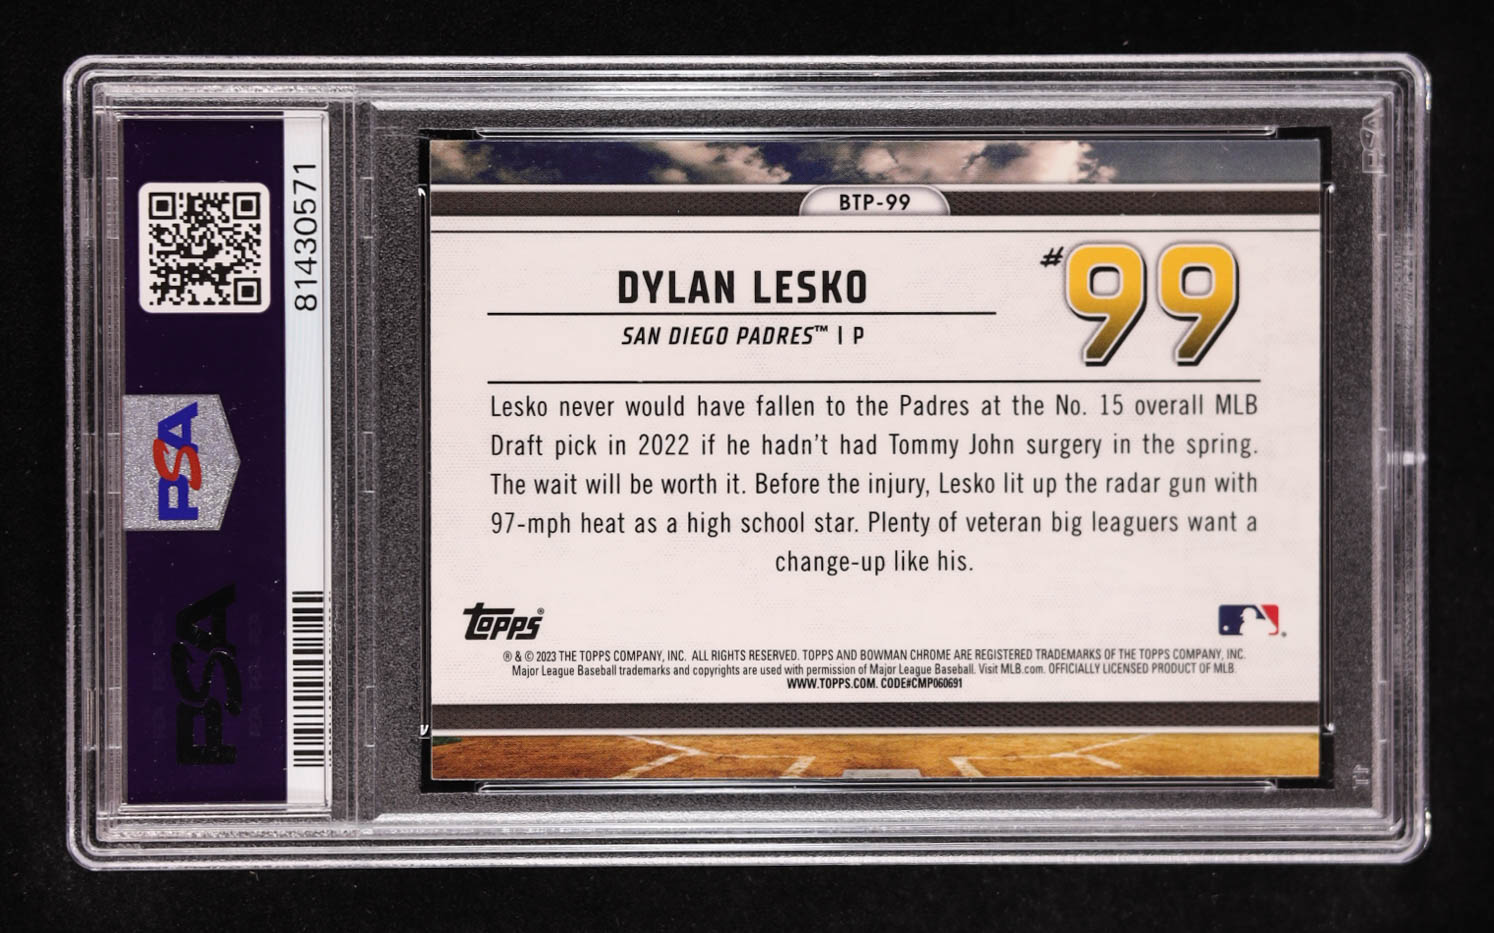 81430571
PSA
PSA
PSA
BTP-99
#99
DYLAN LESKO
SAN DIEGO PADRES™ | P
Lesko never would have fallen to the Padres at the No. 15 overall MLB
Draft pick in 2022 if he hadn't had Tommy John surgery in the spring.
The wait will be worth it. Before the injury, Lesko lit up the radar gun with
97-mph heat as a high school star. Plenty of veteran big leaguers want a
change-up like his.
Topps®
® & © 2023 THE TOPPS COMPANY, INC. ALL RIGHTS RESERVED. TOPPS AND BOWMAN CHROME ARE REGISTERED TRADEMARKS OF THE TOPPS COMPANY, INC.
Major League Baseball trademarks and copyrights are used with permission of Major League Baseball. Visit MLB.com. OFFICIALLY LICENSED PRODUCT OF MLB.
WWW.TOPPS.COM. CODE#CMP060691